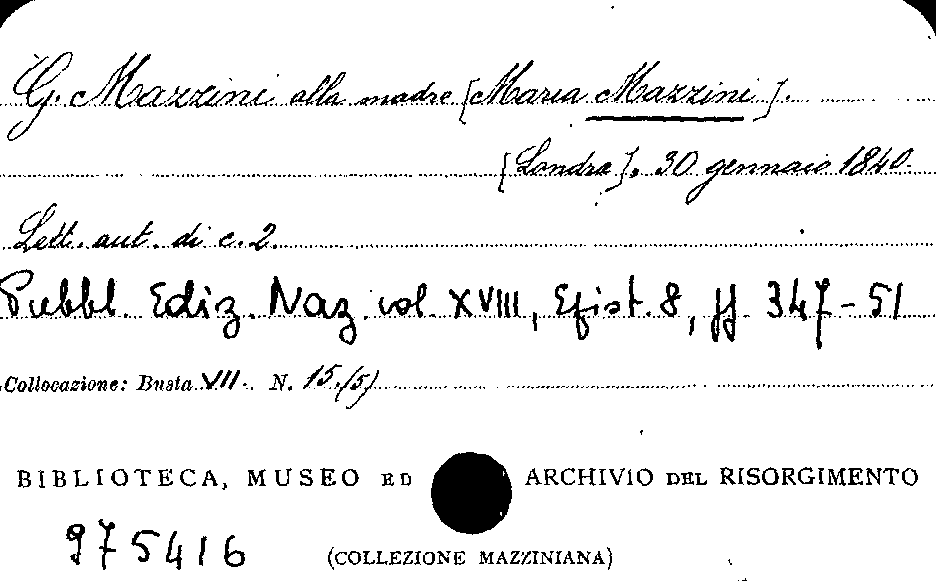 G. Mazzini alla madre [Maria Mazzini].
[Londra], 30 gennaio 1840.
Lett. aut. di c. 2.
Pubbl. Ediz. Naz. vol. XVIII, Epist. 8, pp. 347-51
Collocazione: Busta VII. N. 15/(5)
BIBLIOTECA, MUSEO ED ARCHIVIO DEL RISORGIMENTO
975416 (COLLEZIONE MAZZINIANA)